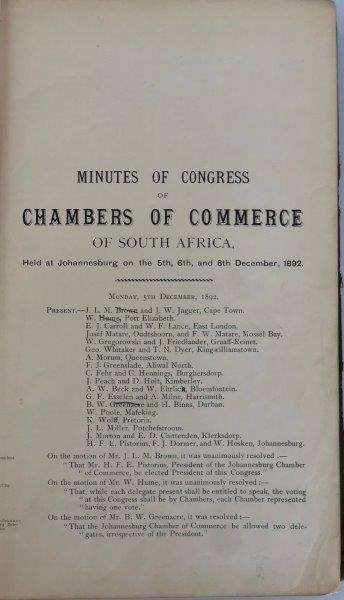 MINUTES OF CONGRESS
OF
CHAMBERS OF COMMERCE
OF SOUTH AFRICA,
Held at Johannesburg on the 5th, 6th, and 8th December, 1892.
MONDAY, 5TH DECEMBER, 1892.
PRESENT.—J. L. M. Brown and J. W. Jagger, Cape Town.
W. Hume, Port Elizabeth.
E. J. Carroll and W. F. Lance, East London.
Josef Matare, Oudtshoorn, and F. W. Matare, Mossel Bay.
W. Gregorowski and J. Friedlander, Graaff-Reinet.
Geo. Whitaker and T. N. Dyer, Kingwilliamstown.
A. Morum, Queenstown.
F. J. Greenslade, Aliwal North.
C. Fehr and C. Hennings, Burghersdorp.
J. Peach and D. Holt, Kimberley.
A. W. Beck and W. Ehrlick, Bloemfontein.
G. F. Esselen and A. Milne, Harrismith.
B. W. Greenacre and H. Binns, Durban.
W. Poole, Mafeking.
K. Wolff, Pretoria.
J. L. Miller, Potchefstroom.
J. Morton and E. D. Chittenden, Klerksdorp.
H. F. E. Pistorius, F. J. Dormer, and W. Hosken, Johannesburg.
On the motion of Mr. J. L. M. Brown, it was unanimously resolved :—
"That Mr. H. F. E. Pistorius, President of the Johannesburg Chamber
"of Commerce, be elected President of this Congress.
On the motion of Mr. W. Hume, it was unanimously resolved :—
"That, while each delegate present shall be entitled to speak, the voting
"at this Congress shall be by Chambers, each Chamber represented
"having one vote."
On the motion of Mr. B. W. Greenacre, it was resolved :—
"That the Johannesburg Chamber of Commerce be allowed two dele-
"gates, irrespective of the President."